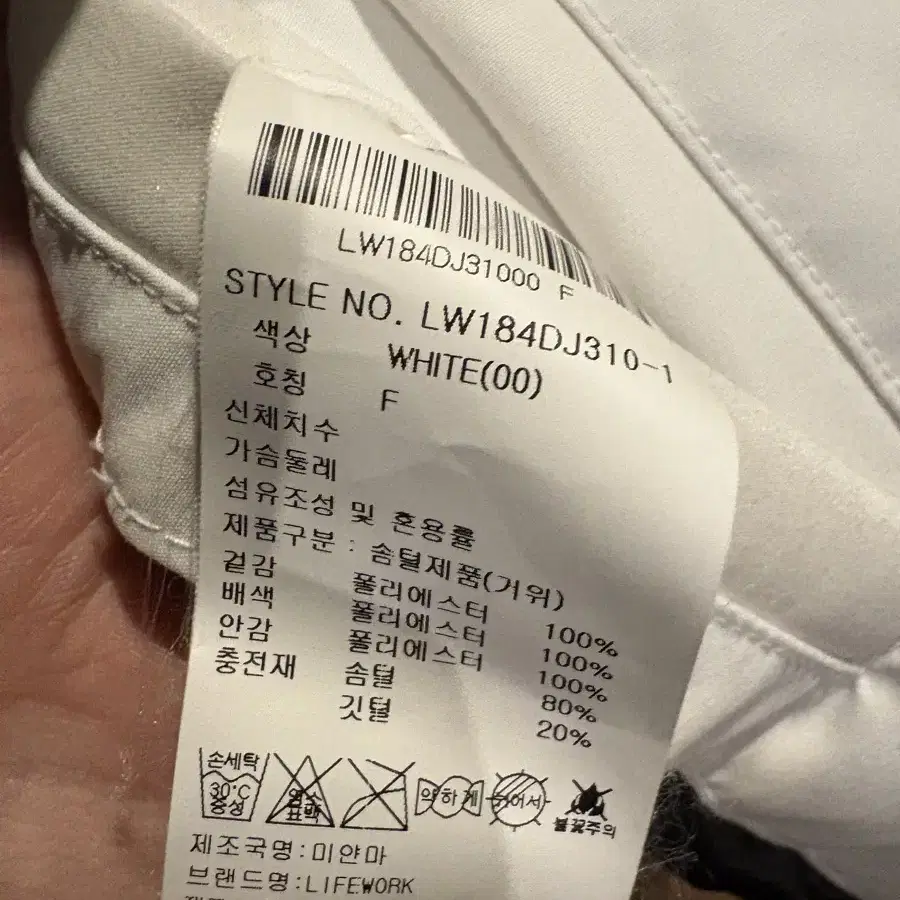 LW184DJ31000 F
STYLE NO. LW184DJ310-1
색상 WHITE(00)
호칭 F
신체치수
가슴둘레
섬유조성 및 혼용률
제품구분 : 솜털제품(거위)
겉감 폴리에스터 100%
배색 폴리에스터 100%
안감 폴리에스터 100%
충전재 솜털 80%
깃털 20%
손세탁
30°C
중성
염소
표백
약하게
불꽃주의
제조국명:미얀마
브랜드명:LIFEWORK